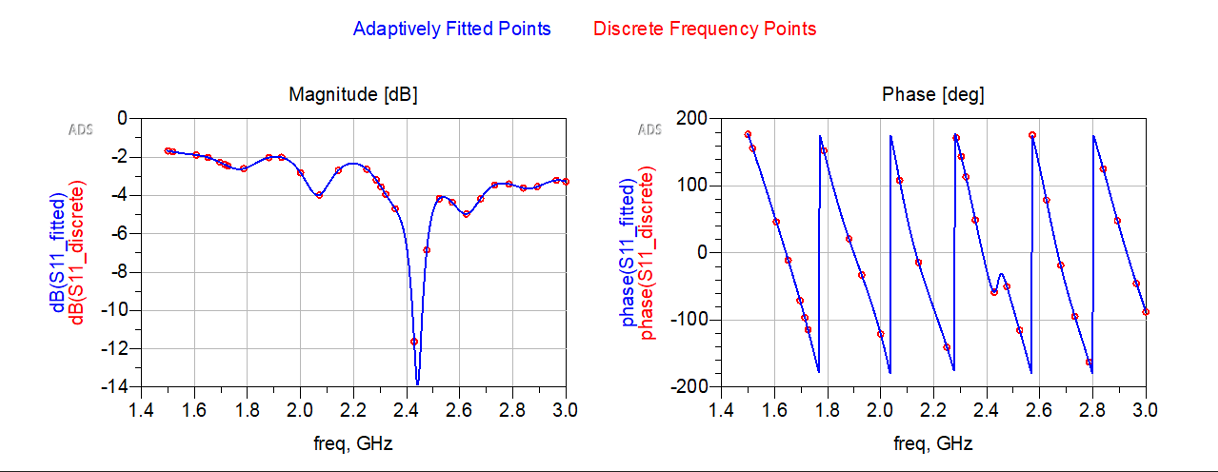 Adaptively Fitted Points Discrete Frequency Points
Magnitude [dB]
ADS
dB(S11_fitted)
dB(S11_discrete)
0
-2
-4
-6
-8
-10
-12
-14
1.4 1.6 1.8 2.0 2.2 2.4 2.6 2.8 3.0
freq, GHz
Phase [deg]
ADS
phase(S11_fitted)
phase(S11_discrete)
200
100
0
-100
-200
1.4 1.6 1.8 2.0 2.2 2.4 2.6 2.8 3.0
freq, GHz